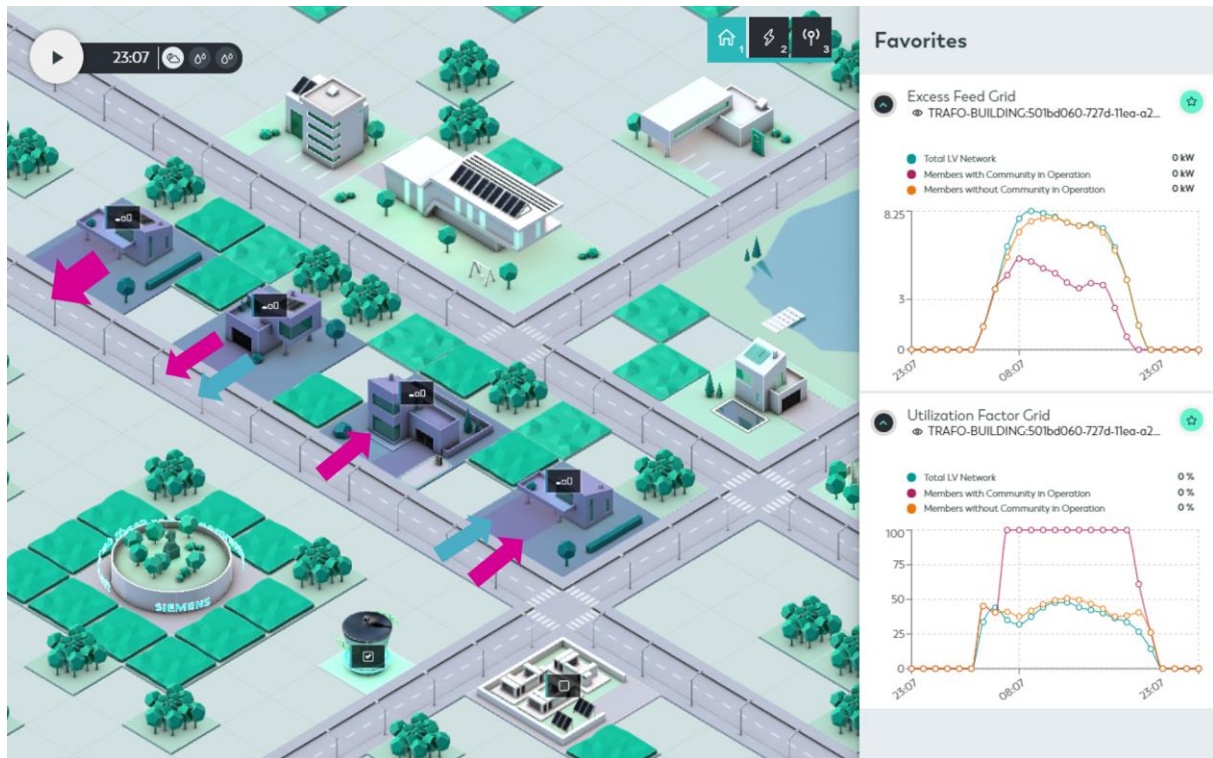 23:07
1
2
3
SIEMENS
Favorites
Excess Feed Grid
TRAFO-BUILDING:501bd060-727d-11ea-a2...
Total LV Network 0 kW
Members with Community in Operation 0 kW
Members without Community in Operation 0 kW
8.25
3
0
23:07 08:07 23:07
Utilization Factor Grid
TRAFO-BUILDING:501bd060-727d-11ea-a2...
Total LV Network 0 %
Members with Community in Operation 0 %
Members without Community in Operation 0 %
100
75
50
25
0
23:07 08:07 23:07